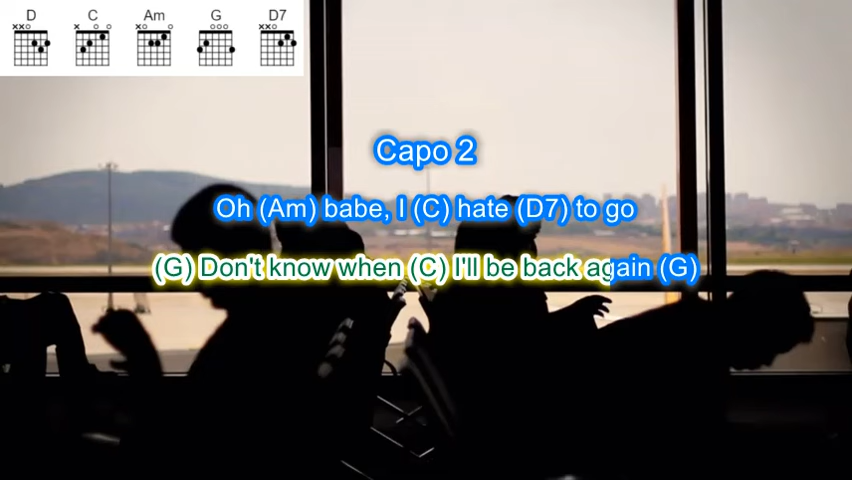 D C Am G D7
Capo 2
Oh (Am) babe, I (C) hate (D7) to go
(G) Don't know when (C) I'll be back again (G)